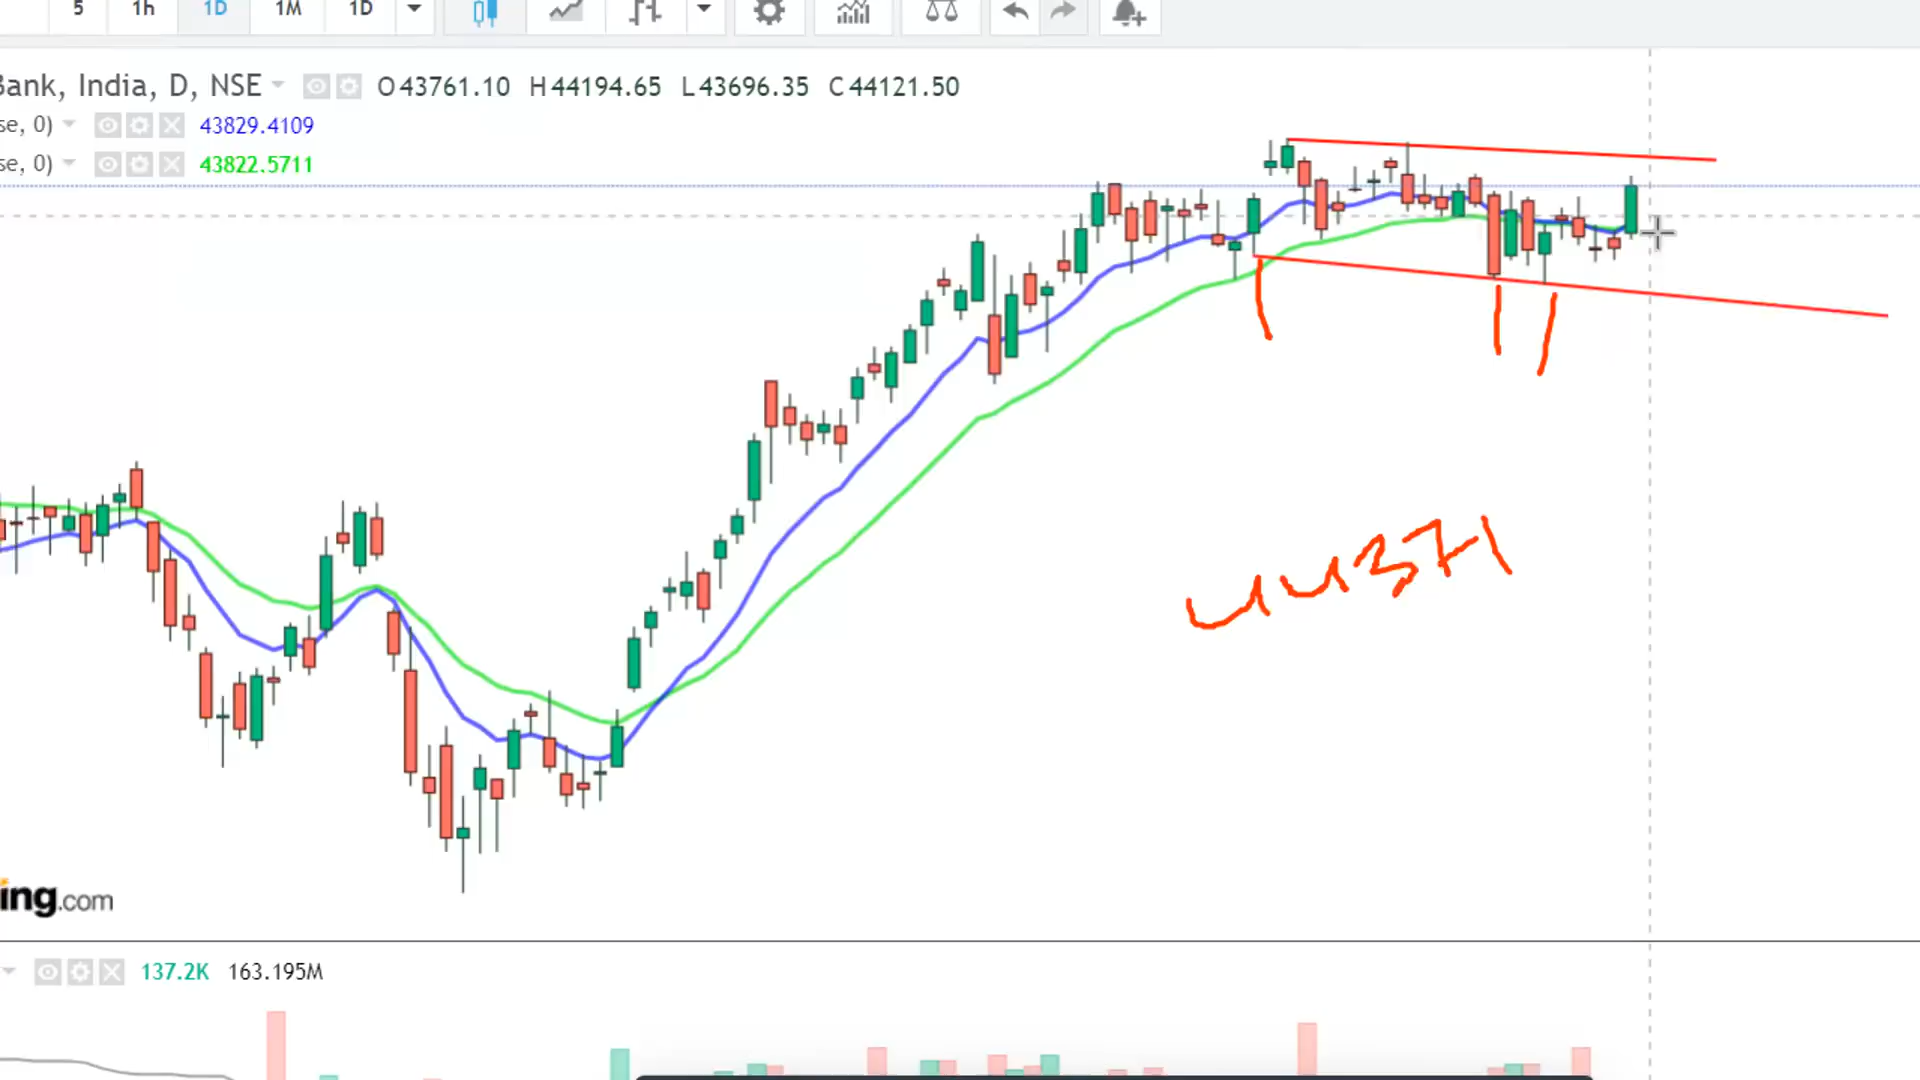 5 1h 1D 1M 1D
Bank, India, D, NSE O43761.10 H44194.65 L43696.35 C44121.50
se, 0) 43829.4109
se, 0) 43822.5711
44371
ing.com
137.2K 163.195M